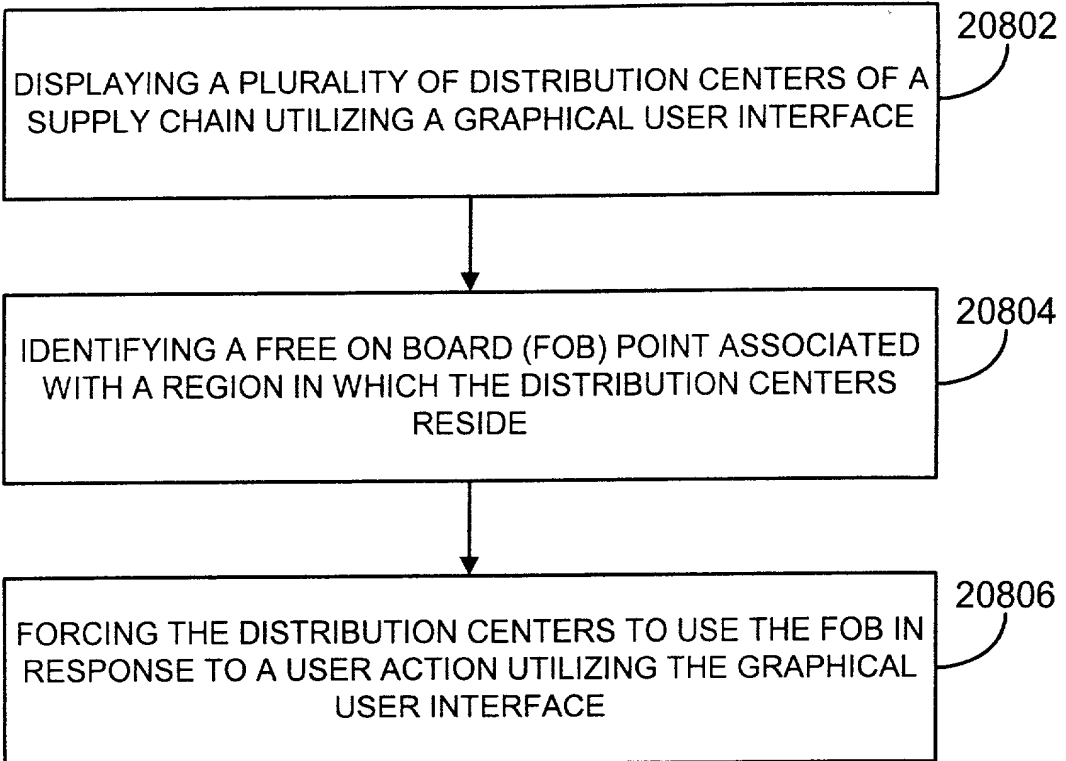 20802
DISPLAYING A PLURALITY OF DISTRIBUTION CENTERS OF A
SUPPLY CHAIN UTILIZING A GRAPHICAL USER INTERFACE
20804
IDENTIFYING A FREE ON BOARD (FOB) POINT ASSOCIATED
WITH A REGION IN WHICH THE DISTRIBUTION CENTERS
RESIDE
20806
FORCING THE DISTRIBUTION CENTERS TO USE THE FOB IN
RESPONSE TO A USER ACTION UTILIZING THE GRAPHICAL
USER INTERFACE